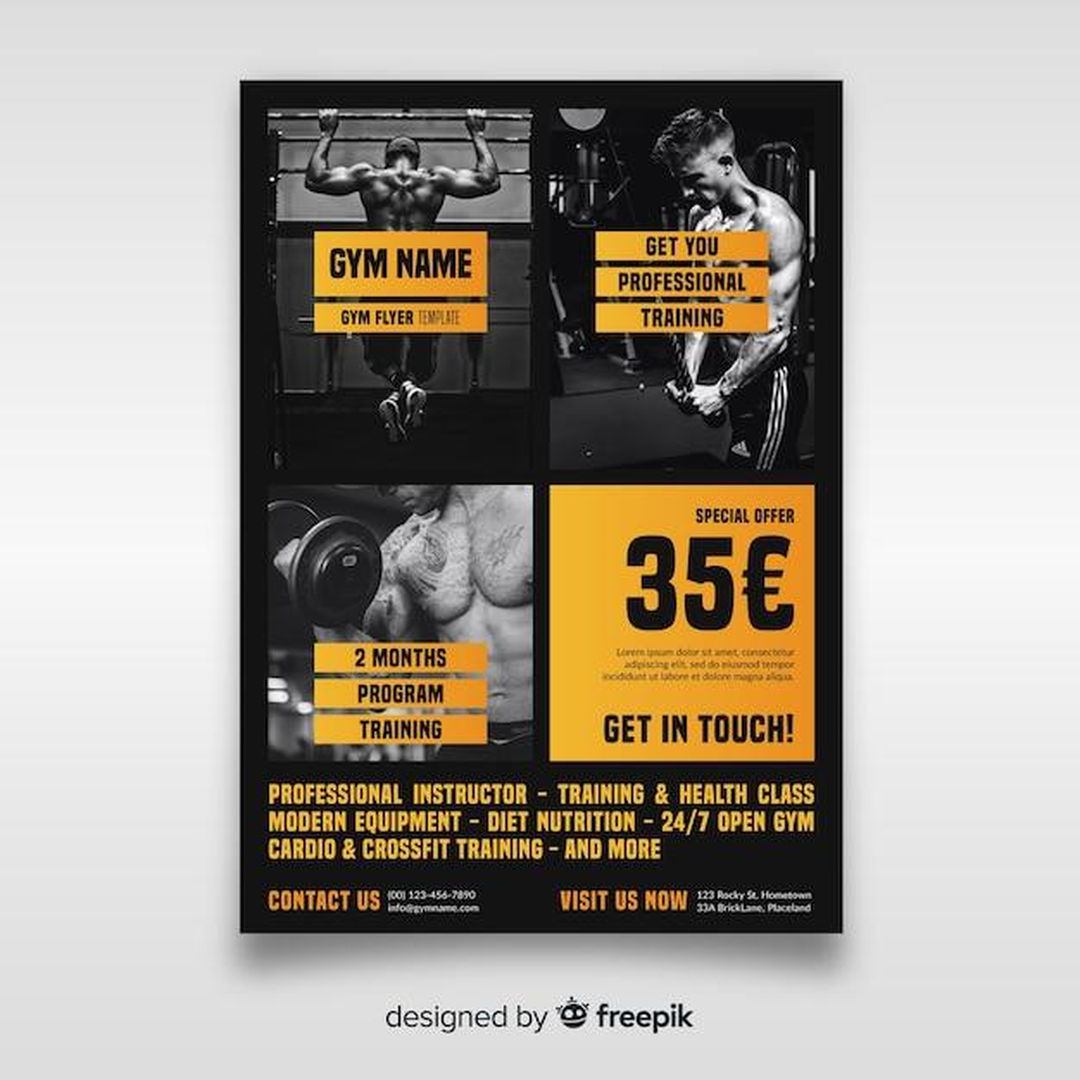 GYM NAME
GYM FLYER TEMPLATE
GET YOU
PROFESSIONAL
TRAINING
2 MONTHS
PROGRAM
TRAINING
SPECIAL OFFER
35€
Lorem ipsum dolor sit amet, consectetur
adipiscing elit, sed do eiusmod tempor
incididunt ut labore et dolore magna aliqua.
GET IN TOUCH!
PROFESSIONAL INSTRUCTOR - TRAINING & HEALTH CLASS
MODERN EQUIPMENT - DIET NUTRITION - 24/7 OPEN GYM
CARDIO & CROSSFIT TRAINING - AND MORE
CONTACT US
(00) 123-456-7890
info@gymname.com
VISIT US NOW
123 Rocky St. Hometown
33A BrickLane, Placeland
designed by freepik